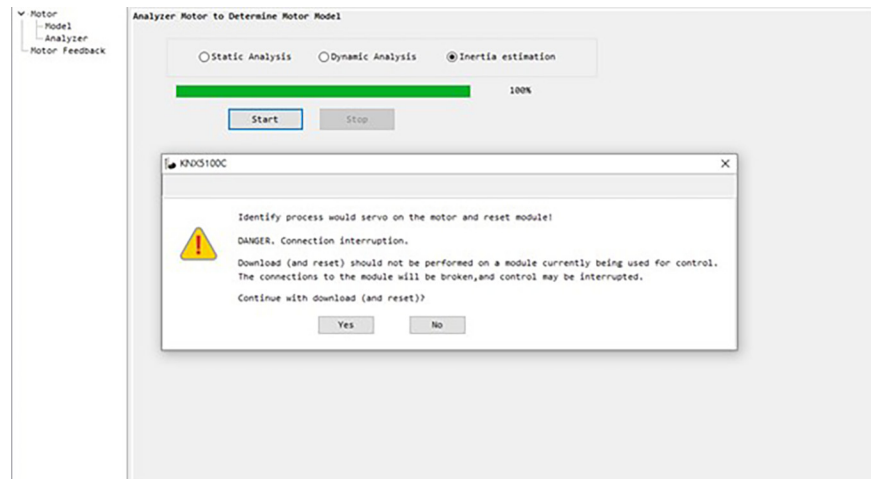 Motor
Model
Analyzer
Motor Feedback
Analyzer Motor to Determine Motor Model
Static Analysis
Dynamic Analysis
Inertia estimation
100%
Start
Stop
KNX5100C
Identify process would servo on the motor and reset module!
DANGER. Connection interruption.
Download (and reset) should not be performed on a module currently being used for control.
The connections to the module will be broken,and control may be interrupted.
Continue with download (and reset)?
Yes
No